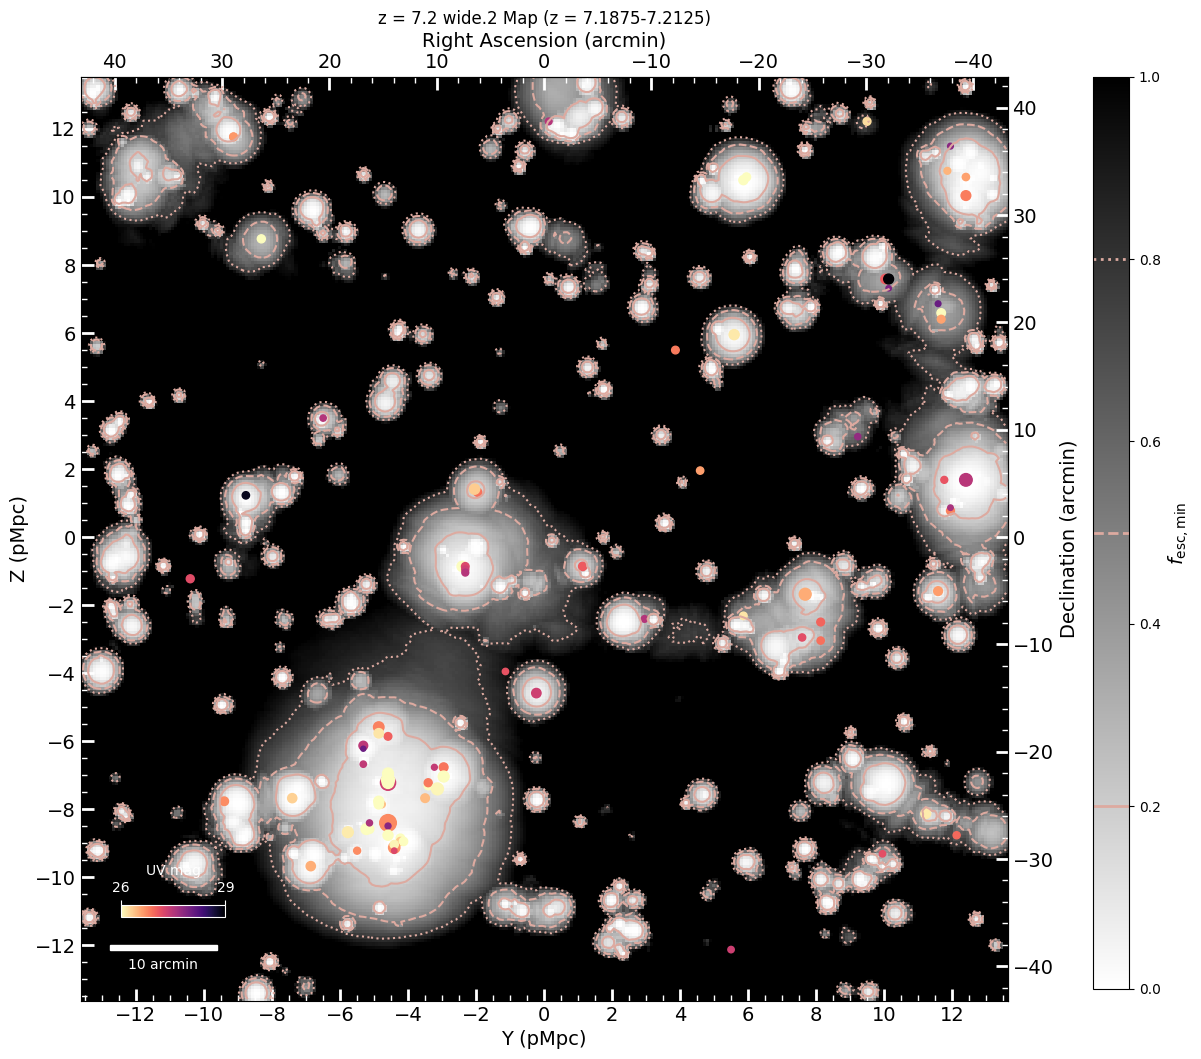 z = 7.2 wide.2 Map (z = 7.1875-7.2125)
Right Ascension (arcmin)
40 30 20 10 0 −10 −20 −30 −40
12
10
8
6
4
2
0
−2
−4
−6
−8
−10
−12
Z (pMpc)
40
30
20
10
0
−10
−20
−30
−40
Declination (arcmin)
1.0
0.8
0.6
0.4
0.2
0.0
f_esc, min
UV mag
26 29
10 arcmin
−12 −10 −8 −6 −4 −2 0 2 4 6 8 10 12
Y (pMpc)